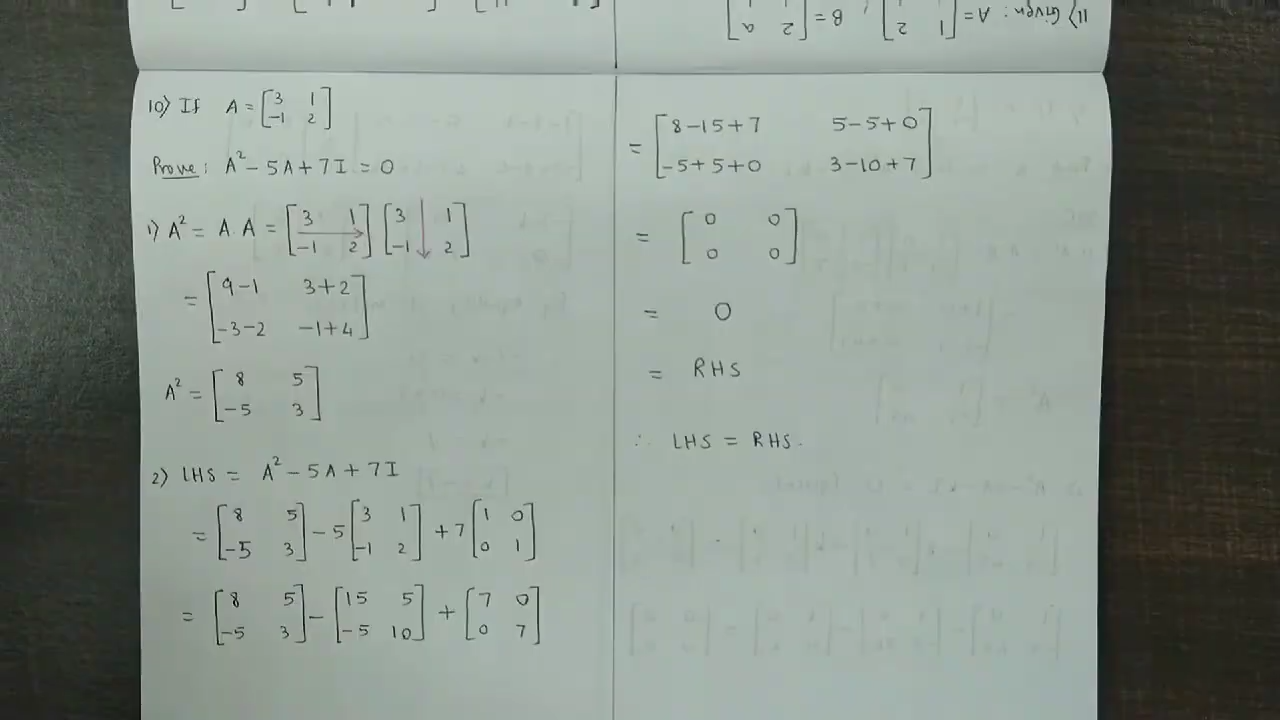 11) Given: A = [1 2], B = [2 a]
10) If A = [3 1
-1 2]
Prove: A² - 5A + 7I = 0
1) A² = A A = [3 1
-1 2] [3 1
-1 2]
= [9-1 3+2
-3-2 -1+4]
A² = [8 5
-5 3]
2) LHS = A² - 5A + 7I
= [8 5
-5 3] - 5 [3 1
-1 2] + 7 [1 0
0 1]
= [8 5
-5 3] - [15 5
-5 10] + [7 0
0 7]
= [8-15+7 5-5+0
-5+5+0 3-10+7]
= [0 0
0 0]
= 0
= RHS
∴ LHS = RHS.